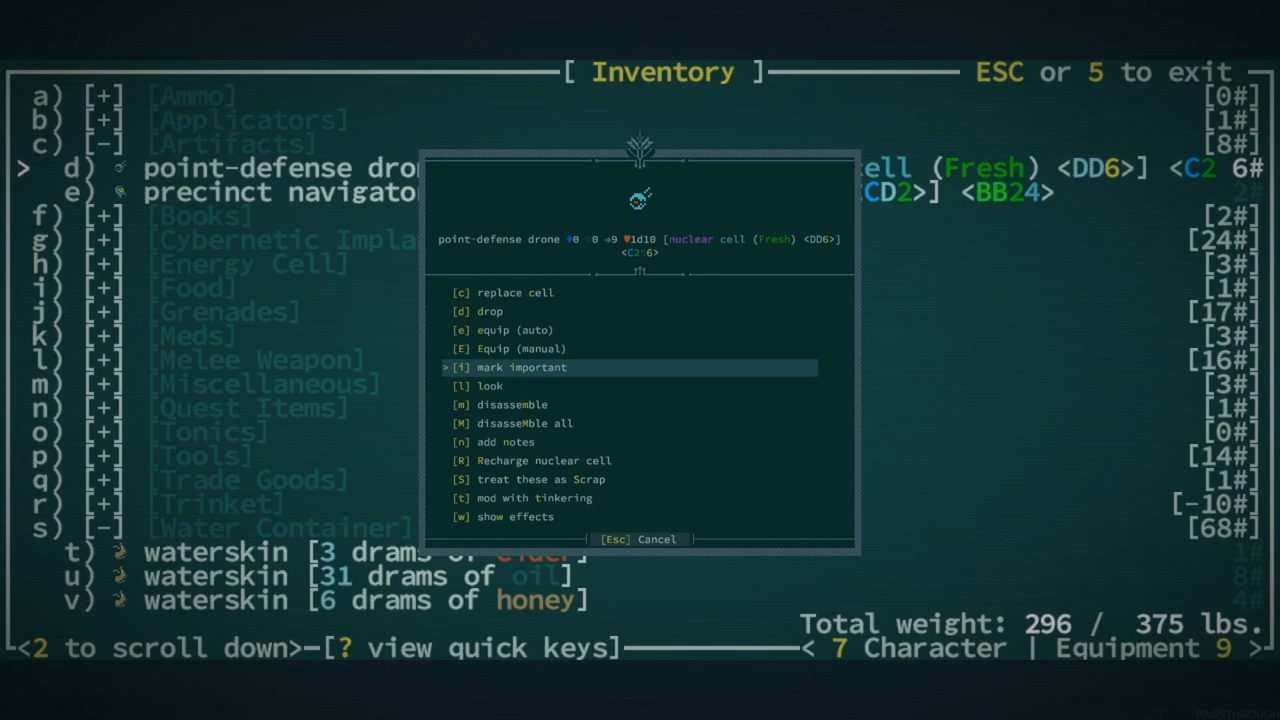 [ Inventory ] ESC or 5 to exit
a) [+] [Ammo] [0#]
b) [+] [Applicators] [1#]
c) [-] [Artifacts] [8#]
> d) point-defense dro ell (Fresh) <DD6>] <C2 6#
e) precinct navigato CD2>] <BB24> 2#
f) [+] [Books] [2#]
g) [+] [Cybernetic Impla [24#]
h) [+] [Energy Cell] [3#]
i) [+] [Food] [1#]
j) [+] [Grenades] [17#]
k) [+] [Meds] [3#]
l) [+] [Melee Weapon] [16#]
m) [+] [Miscellaneous] [3#]
n) [+] [Quest Items] [1#]
o) [+] [Tonics] [0#]
p) [+] [Tools] [14#]
q) [+] [Trade Goods] [1#]
r) [+] [Trinket] [-10#]
s) [-] [Water Container] [68#]
t) waterskin [3 drams of cider] 1#
u) waterskin [31 drams of oil] 8#
v) waterskin [6 drams of honey] 4#
Total weight: 296 / 375 lbs.
<2 to scroll down> [? view quick keys] < 7 Character | Equipment 9 >
point-defense drone ♦0 ○0 →9 ♥1d10 [nuclear cell (Fresh) <DD6>]
<C256>
[c] replace cell
[d] drop
[e] equip (auto)
[E] Equip (manual)
> [i] mark important
[l] look
[m] disassemble
[M] disasseMble all
[n] add notes
[R] Recharge nuclear cell
[S] treat these as Scrap
[t] mod with tinkering
[w] show effects
[Esc] Cancel